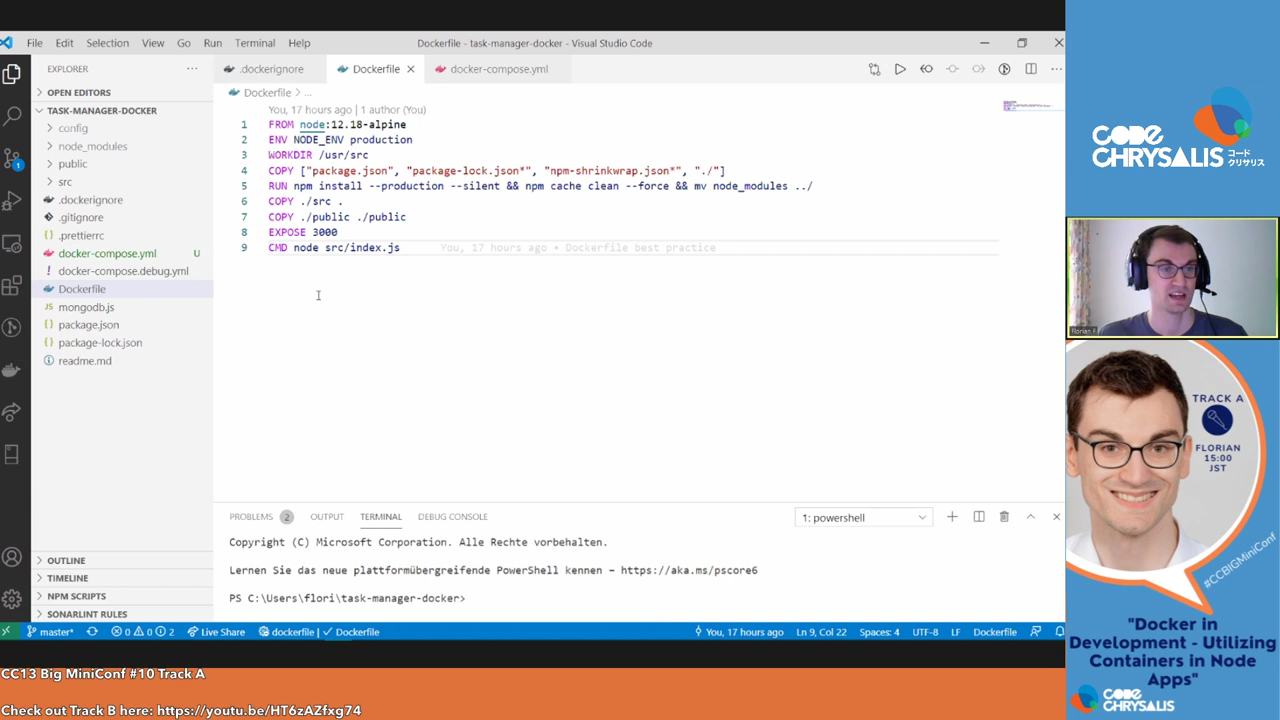 File Edit Selection View Go Run Terminal Help
Dockerfile - task-manager-docker - Visual Studio Code
EXPLORER
OPEN EDITORS
TASK-MANAGER-DOCKER
config
node_modules
public
src
.dockerignore
.gitignore
.prettierrc
docker-compose.yml U
docker-compose.debug.yml
Dockerfile
mongodb.js
package.json
package-lock.json
readme.md
OUTLINE
TIMELINE
NPM SCRIPTS
SONARLINT RULES
.dockerignore Dockerfile docker-compose.yml
Dockerfile > ...
You, 17 hours ago | 1 author (You)
1 FROM node:12.18-alpine
2 ENV NODE_ENV production
3 WORKDIR /usr/src
4 COPY ["package.json", "package-lock.json*", "npm-shrinkwrap.json*", "./"]
5 RUN npm install --production --silent && npm cache clean --force && mv node_modules ../
6 COPY ./src .
7 COPY ./public ./public
8 EXPOSE 3000
9 CMD node src/index.js You, 17 hours ago • Dockerfile best practice
PROBLEMS 2 OUTPUT TERMINAL DEBUG CONSOLE 1: powershell
Copyright (C) Microsoft Corporation. Alle Rechte vorbehalten.
Lernen Sie das neue plattformübergreifende PowerShell kennen – https://aka.ms/pscore6
PS C:\Users\flori\task-manager-docker>
master* 0 0 2 Live Share dockerfile | Dockerfile You, 17 hours ago Ln 9, Col 22 Spaces: 4 UTF-8 LF Dockerfile
CODE
CHRYSALIS
コード
クリサリス
Florian F
TRACK A
FLORIAN
15:00
JST
#CCBIGMiniConf
"Docker in
Development - Utilizing
Containers in Node
Apps"
CODE
CHRYSALIS
CC13 Big MiniConf #10 Track A
Check out Track B here: https://youtu.be/HT6zAZfxg74